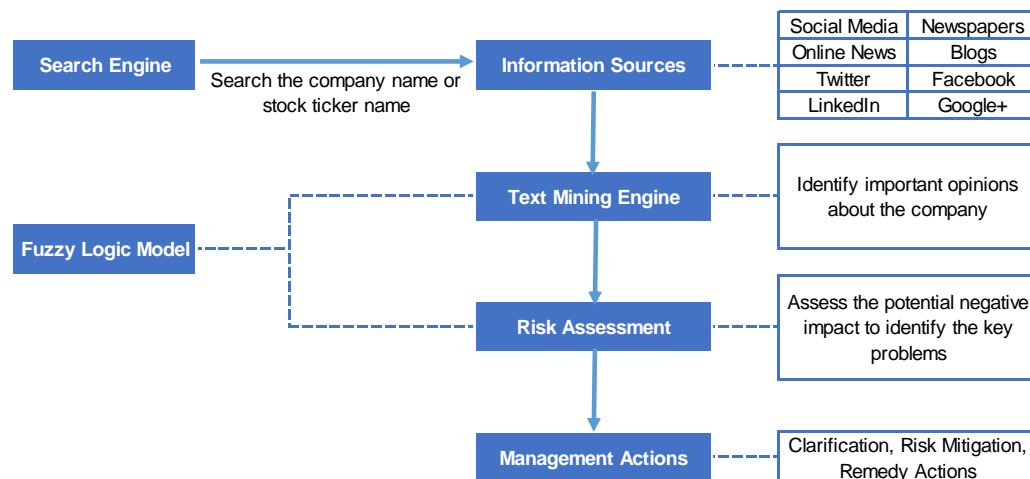 Search Engine
Search the company name or
stock ticker name
Information Sources
Social Media Newspapers
Online News Blogs
Twitter Facebook
LinkedIn Google+
Text Mining Engine
Identify important opinions
about the company
Fuzzy Logic Model
Risk Assessment
Assess the potential negative
impact to identify the key
problems
Management Actions
Clarification, Risk Mitigation,
Remedy Actions